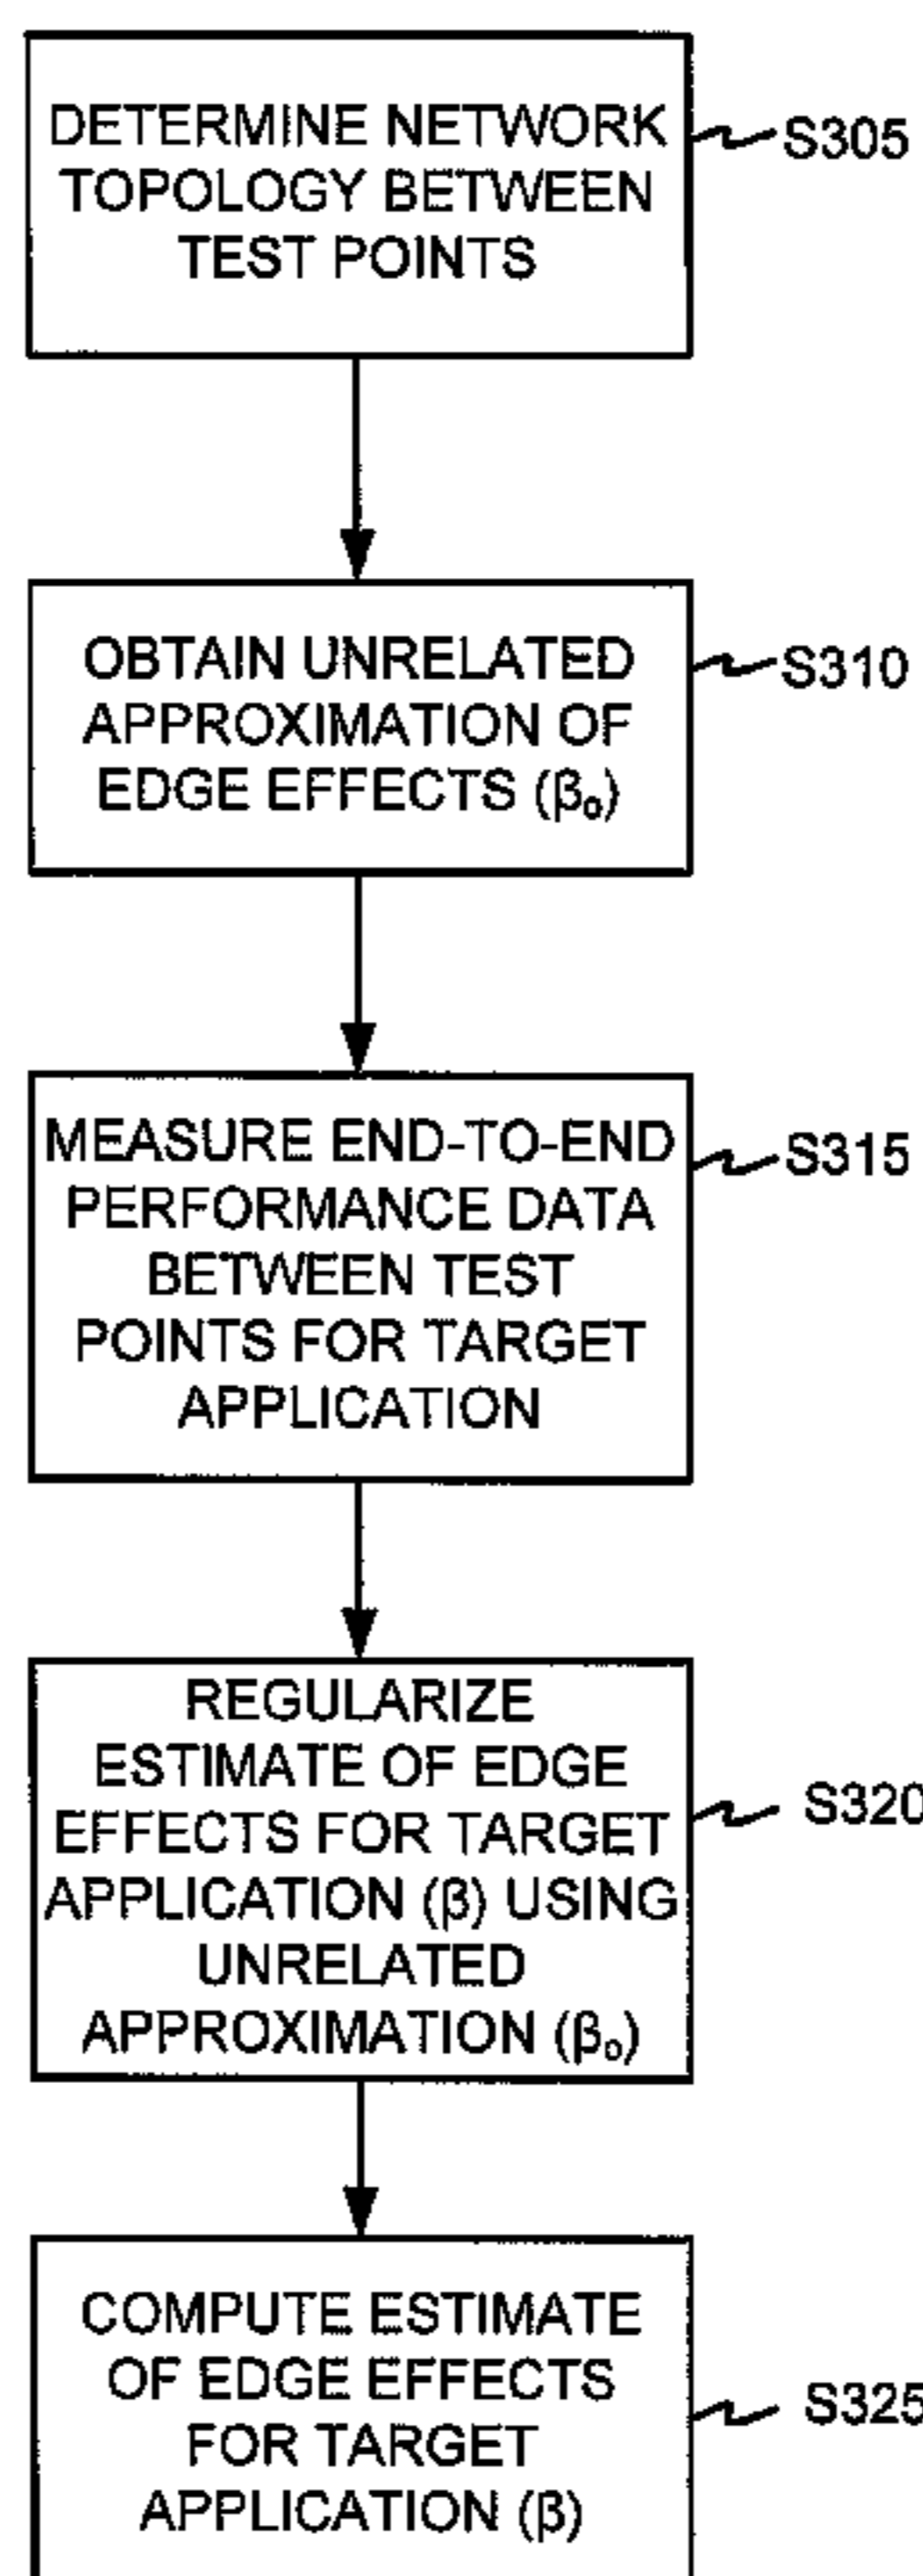 DETERMINE NETWORK
TOPOLOGY BETWEEN
TEST POINTS
S305
OBTAIN UNRELATED
APPROXIMATION OF
EDGE EFFECTS (β₀)
S310
MEASURE END-TO-END
PERFORMANCE DATA
BETWEEN TEST
POINTS FOR TARGET
APPLICATION
S315
REGULARIZE
ESTIMATE OF EDGE
EFFECTS FOR TARGET
APPLICATION (β) USING
UNRELATED
APPROXIMATION (β₀)
S320
COMPUTE ESTIMATE
OF EDGE EFFECTS
FOR TARGET
APPLICATION (β)
S325